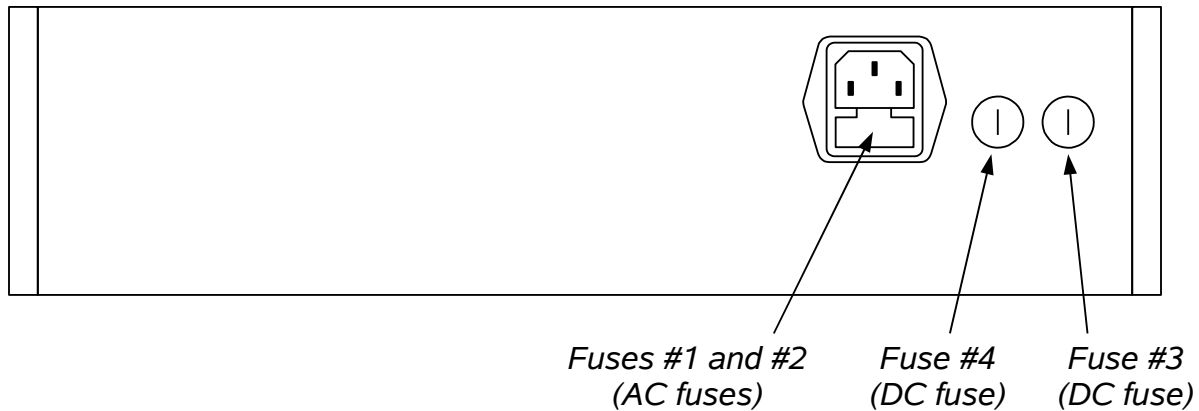 Fuses #1 and #2
(AC fuses)
Fuse #4
(DC fuse)
Fuse #3
(DC fuse)